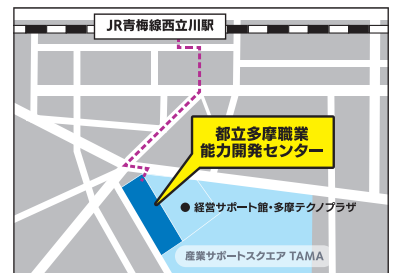 JR青梅線西立川駅
都立多摩職業
能力開発センター
● 経営サポート館・多摩テクノプラザ
産業サポートスクエア TAMA